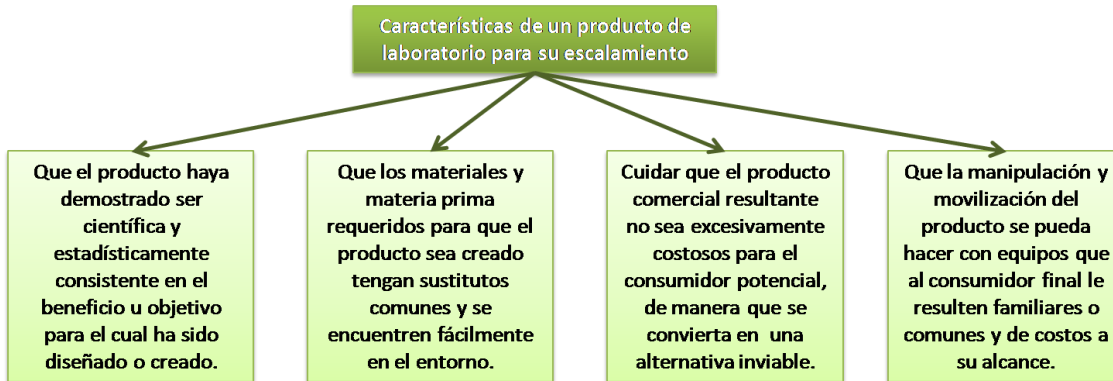 Características de un producto de
laboratorio para su escalamiento
Que el producto haya
demostrado ser
científica y
estadísticamente
consistente en el
beneficio u objetivo
para el cual ha sido
diseñado o creado.
Que los materiales y
materia prima
requeridos para que el
producto sea creado
tengan sustitutos
comunes y se
encuentren fácilmente
en el entorno.
Cuidar que el producto
comercial resultante
no sea excesivamente
costosos para el
consumidor potencial,
de manera que se
convierta en una
alternativa inviable.
Que la manipulación y
movilización del
producto se pueda
hacer con equipos que
al consumidor final le
resulten familiares o
comunes y de costos a
su alcance.